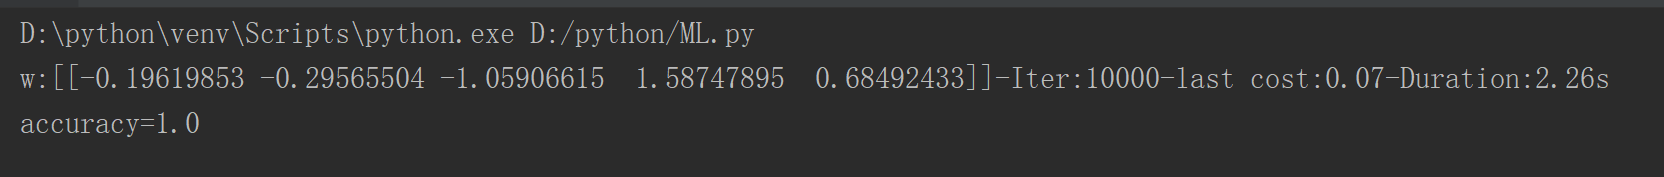 D:\python\venv\Scripts\python.exe D:/python/ML.py
w:[[-0.19619853 -0.29565504 -1.05906615  1.58747895  0.68492433]]-Iter:10000-last cost:0.07-Duration:2.26s
accuracy=1.0